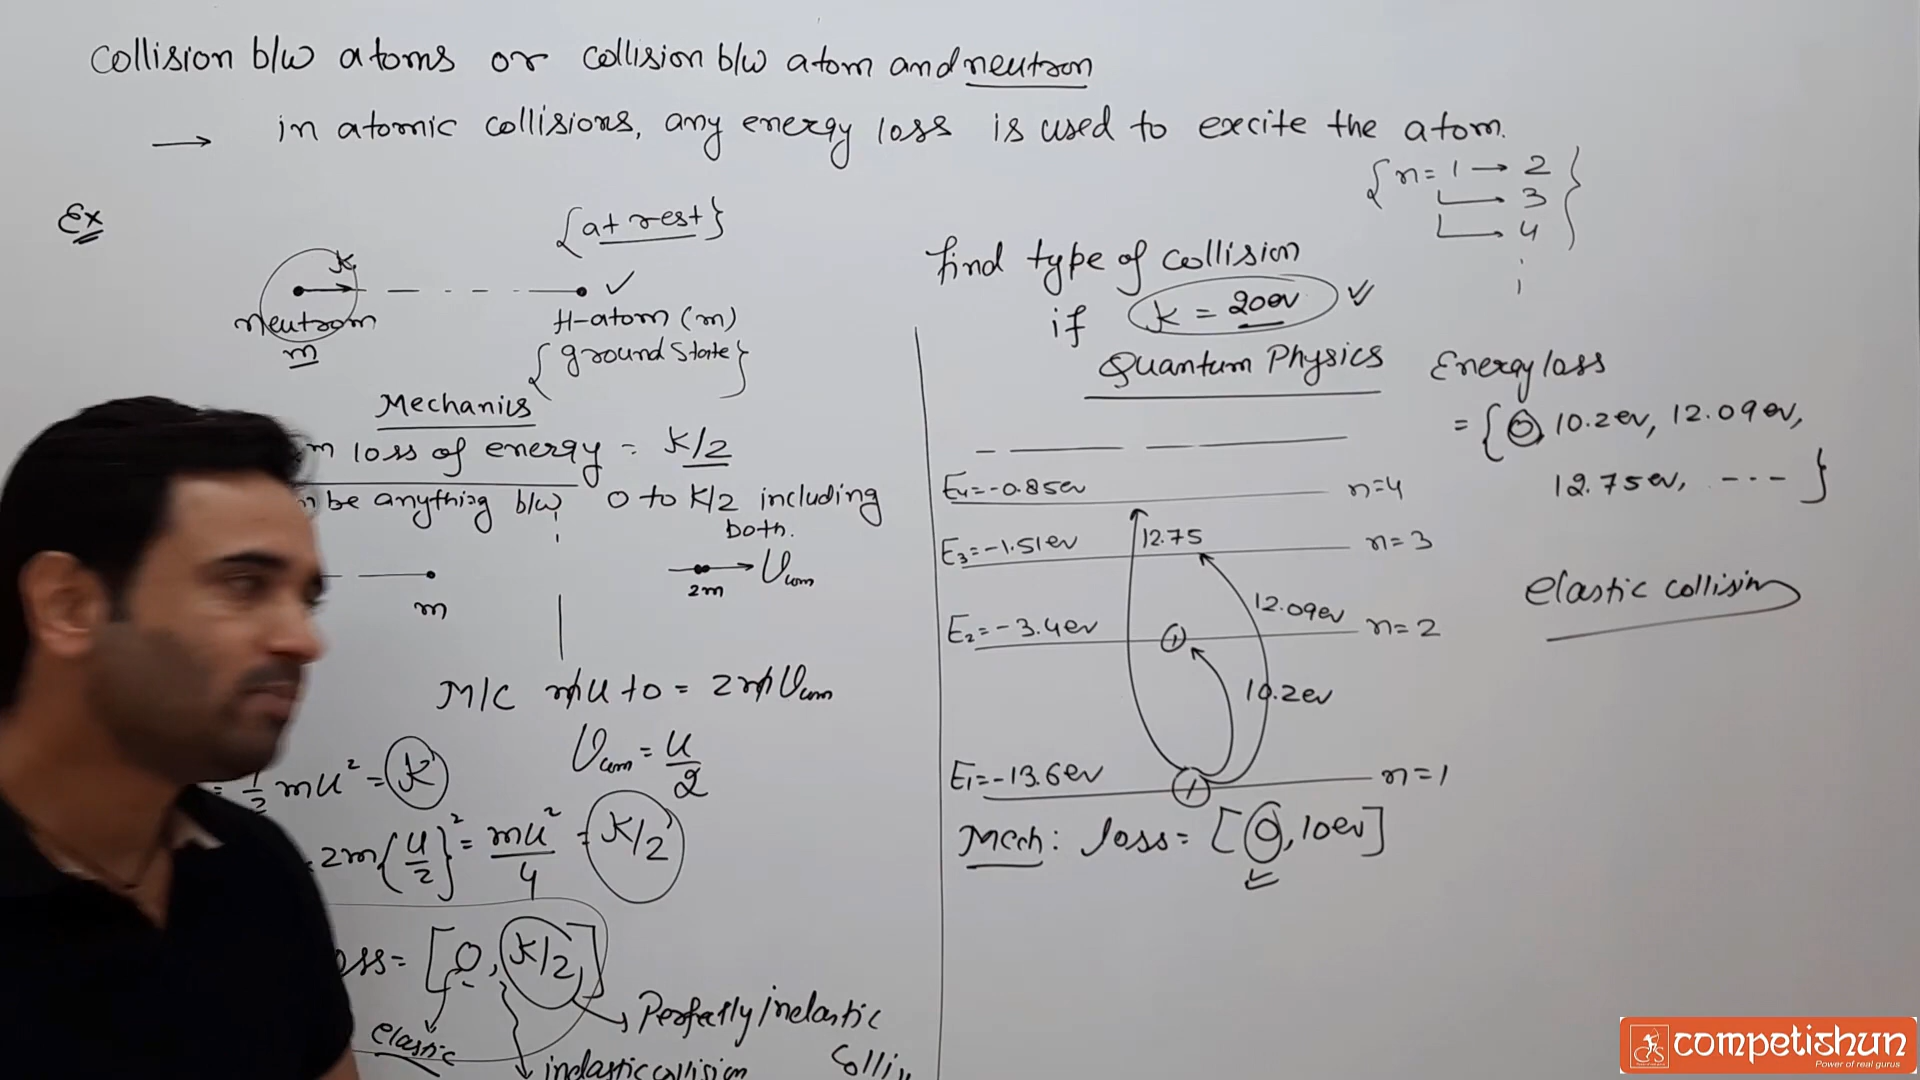 collision b/w atoms or collision b/w atom and neutron
→ in atomic collisions, any energy loss is used to excite the atom.
{n = 1 → 2
→ 3
→ 4 }
Ex
{at rest}
K
neutron
m
H-atom (m)
{ground State}
find type of collision
if K = 20ev ✓
Mechanics
m loss of energy = K/2
be anything b/w 0 to K/2 including
both.
m
2m
Ucm
M/C mu + 0 = 2mUcm
Ucm = u/2
= 1/2 mu² = K
2m{u/2}² = mu²/4 = K/2
oss = [0, K/2]
elastic
inelastic collision
Perfectly inelastic
Colli
Quantum Physics
Energy loss
= {0, 10.2ev, 12.09ev,
12.75ev, --- }
E4 = -0.85ev n=4
E3 = -1.51ev 12.75 n=3
12.09ev
E2 = -3.4ev n=2
10.2ev
E1 = -13.6ev n=1
Mech: loss = [0, 10ev]
elastic collision
competishun
Power of real gurus